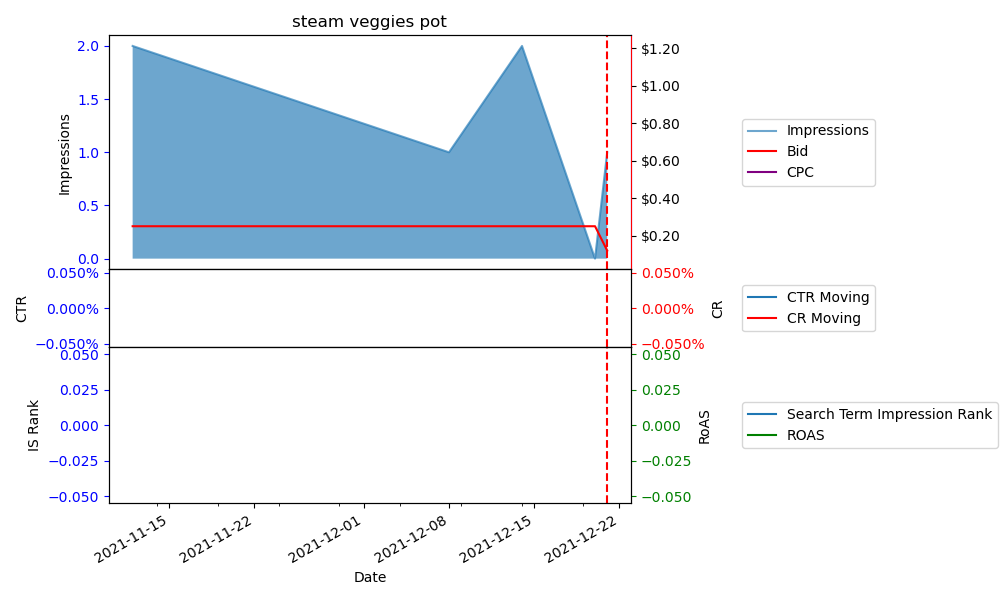 steam veggies pot
Impressions
2.0
1.5
1.0
0.5
0.0
$1.20
$1.00
$0.80
$0.60
$0.40
$0.20
Impressions
Bid
CPC
CTR
0.050%
0.000%
−0.050%
0.050%
0.000%
−0.050%
CR
CTR Moving
CR Moving
IS Rank
0.050
0.025
0.000
−0.025
−0.050
0.050
0.025
0.000
−0.025
−0.050
RoAS
Search Term Impression Rank
ROAS
2021-11-15
2021-11-22
2021-12-01
2021-12-08
2021-12-15
2021-12-22
Date